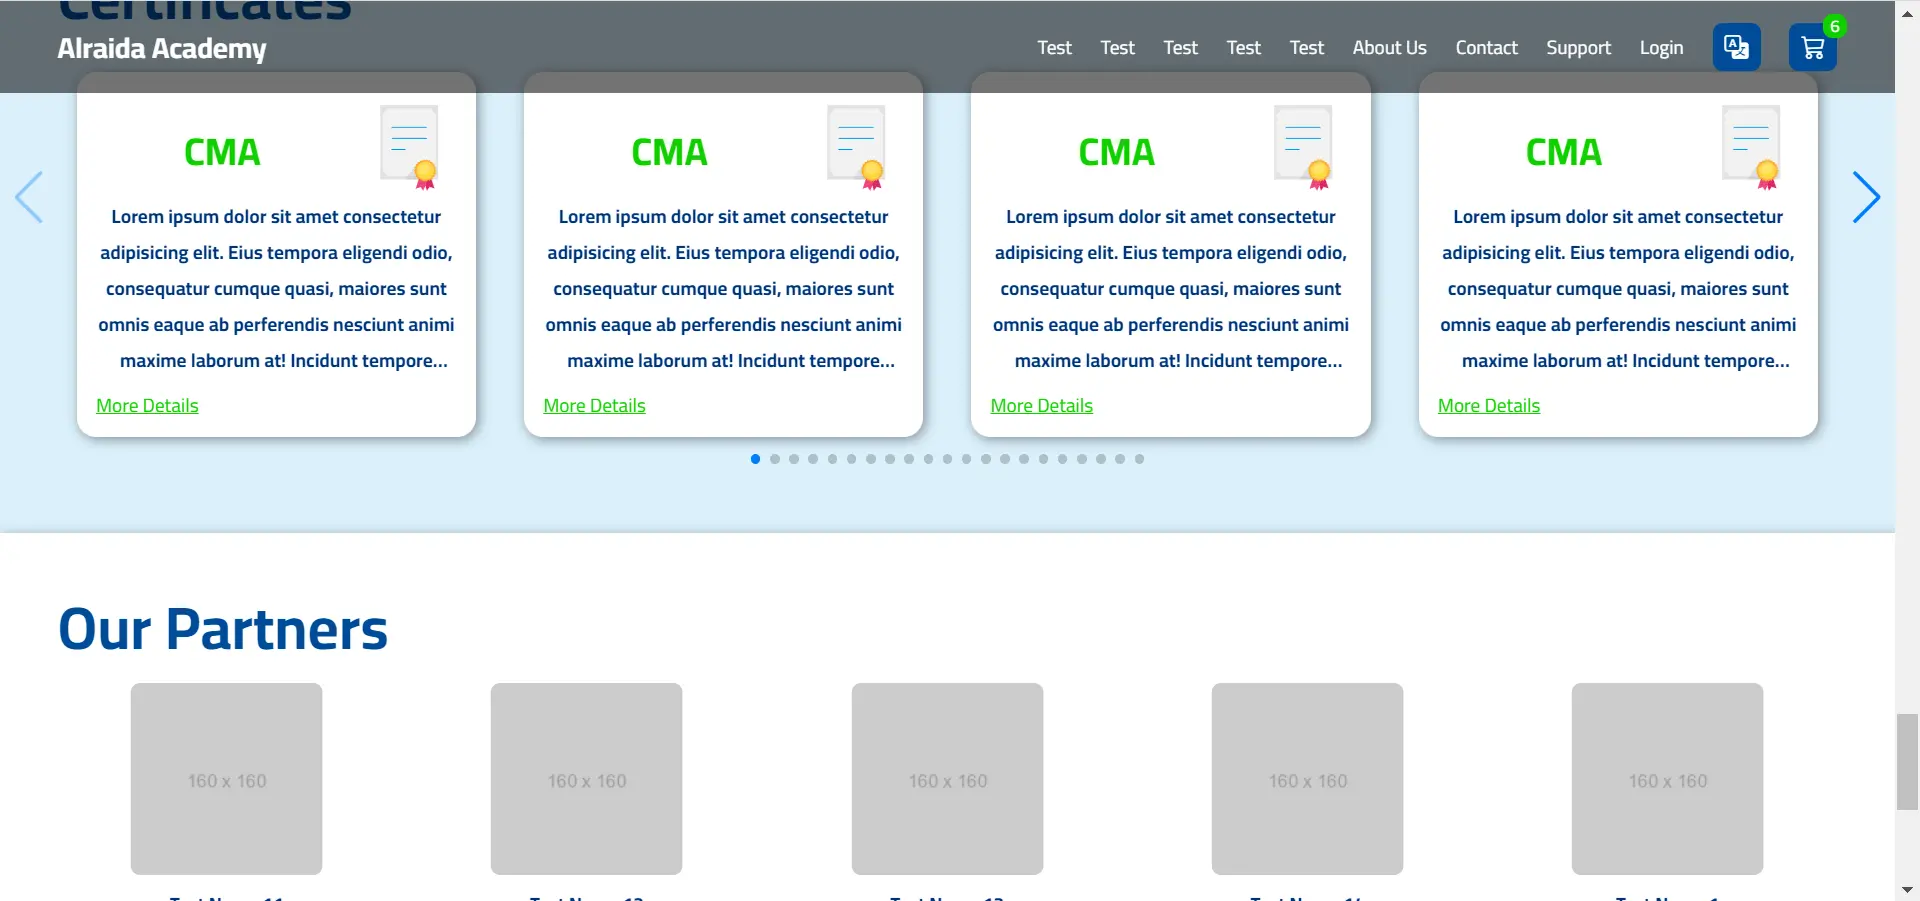 Certificates
Alraida Academy
Test Test Test Test Test About Us Contact Support Login 6
CMA
Lorem ipsum dolor sit amet consectetur
adipisicing elit. Eius tempora eligendi odio,
consequatur cumque quasi, maiores sunt
omnis eaque ab perferendis nesciunt animi
maxime laborum at! Incidunt tempore...
More Details
CMA
Lorem ipsum dolor sit amet consectetur
adipisicing elit. Eius tempora eligendi odio,
consequatur cumque quasi, maiores sunt
omnis eaque ab perferendis nesciunt animi
maxime laborum at! Incidunt tempore...
More Details
CMA
Lorem ipsum dolor sit amet consectetur
adipisicing elit. Eius tempora eligendi odio,
consequatur cumque quasi, maiores sunt
omnis eaque ab perferendis nesciunt animi
maxime laborum at! Incidunt tempore...
More Details
CMA
Lorem ipsum dolor sit amet consectetur
adipisicing elit. Eius tempora eligendi odio,
consequatur cumque quasi, maiores sunt
omnis eaque ab perferendis nesciunt animi
maxime laborum at! Incidunt tempore...
More Details
Our Partners
160 x 160
160 x 160
160 x 160
160 x 160
160 x 160